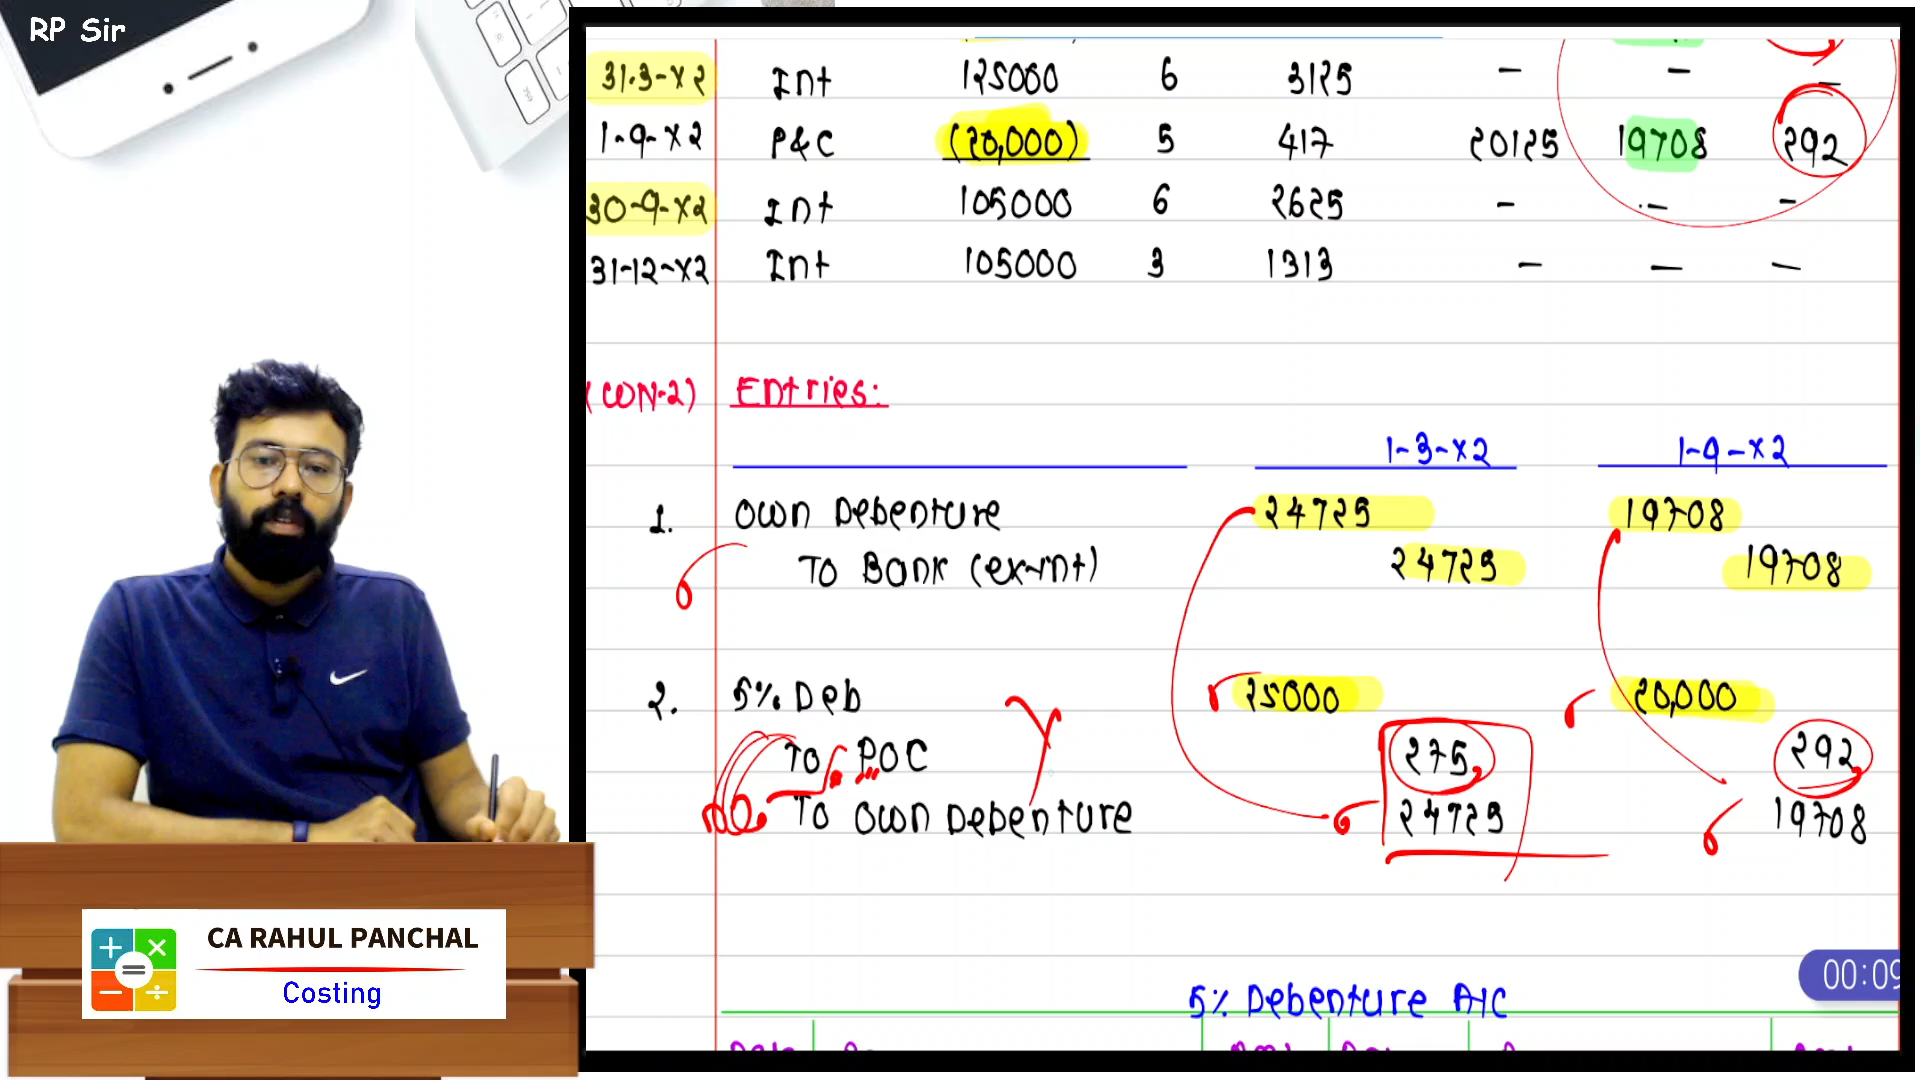 RP Sir
31.3-X2 Int 125000 6 3125 - - -
1-9-X2 P&C (20,000) 5 417 20125 19708 292
30-9-X2 Int 105000 6 2625 - - -
31-12-X2 Int 105000 3 1313 - - -
(WN-2) Entries:
1-3-X2 1-9-X2
1. Own Debenture 24725 19708
To Bank (ex-int) 24725 19708
2. 5% Deb 25000 20,000
To POC 275 292
To Own Debenture 24725 19708
CA RAHUL PANCHAL
Costing
00:09
5% Debenture A/C